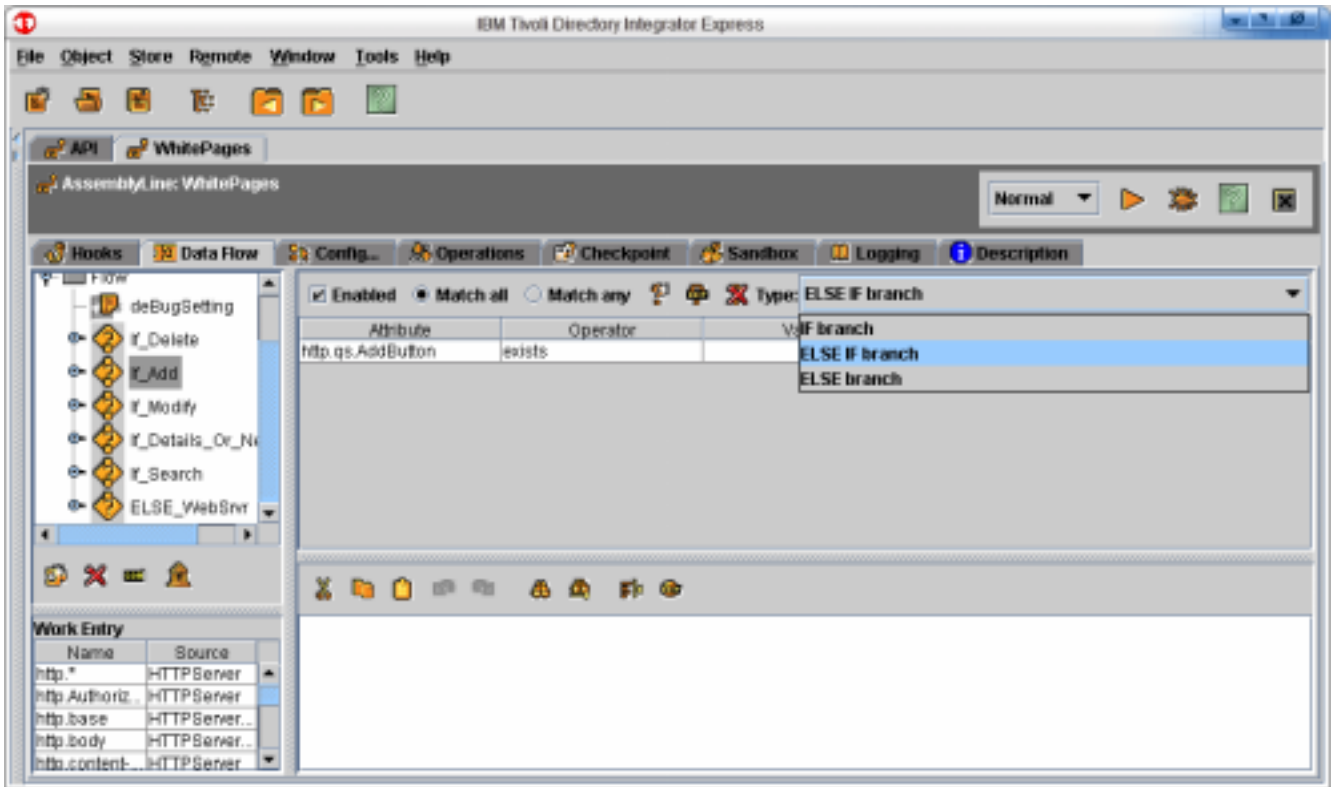 IBM Tivoli Directory Integrator Express
File Object Store Remote Window Tools Help
API WhitePages
AssemblyLine: WhitePages
Normal
Hooks Data Flow Config... Operations Checkpoint Sandbox Logging Description
Flow
deBugSetting
If_Delete
If_Add
If_Modify
If_Details_Or_Ne
If_Search
ELSE_WebSrvr
Enabled Match all Match any Type: ELSE IF branch
Attribute Operator
http.qs.AddButton exists
IF branch
ELSE IF branch
ELSE branch
Work Entry
Name Source
http.* HTTPServer
http.Authoriz... HTTPServer
http.base HTTPServer...
http.body HTTPServer...
http.content-... HTTPServer